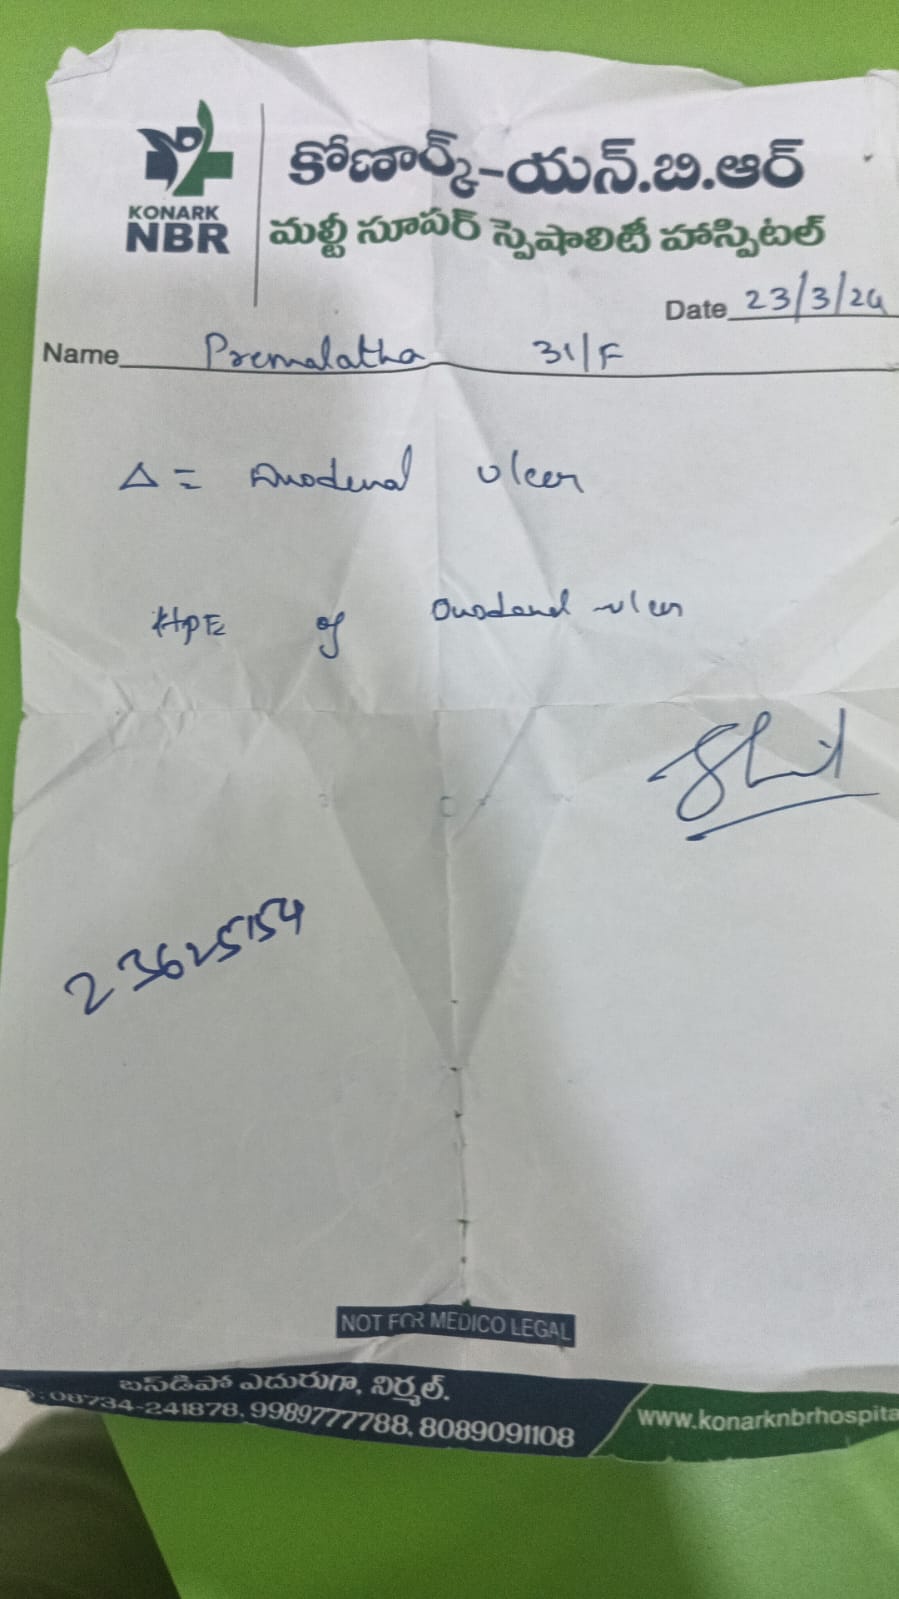 KONARK
NBR
కోణార్క్-యన్.బి.ఆర్
మల్టీ సూపర్ స్పెషాలిటీ హాస్పిటల్
Date 23/3/24
Name Premalatha 31/F
Δ = Duodenal ulcer
HPE of Duodenal ulcer
23625154
NOT FOR MEDICO LEGAL
బస్‌డిపో ఎదురుగా, నిర్మల్.
: 08734-241878, 9989777788, 8089091108
www.konarknbrhospita